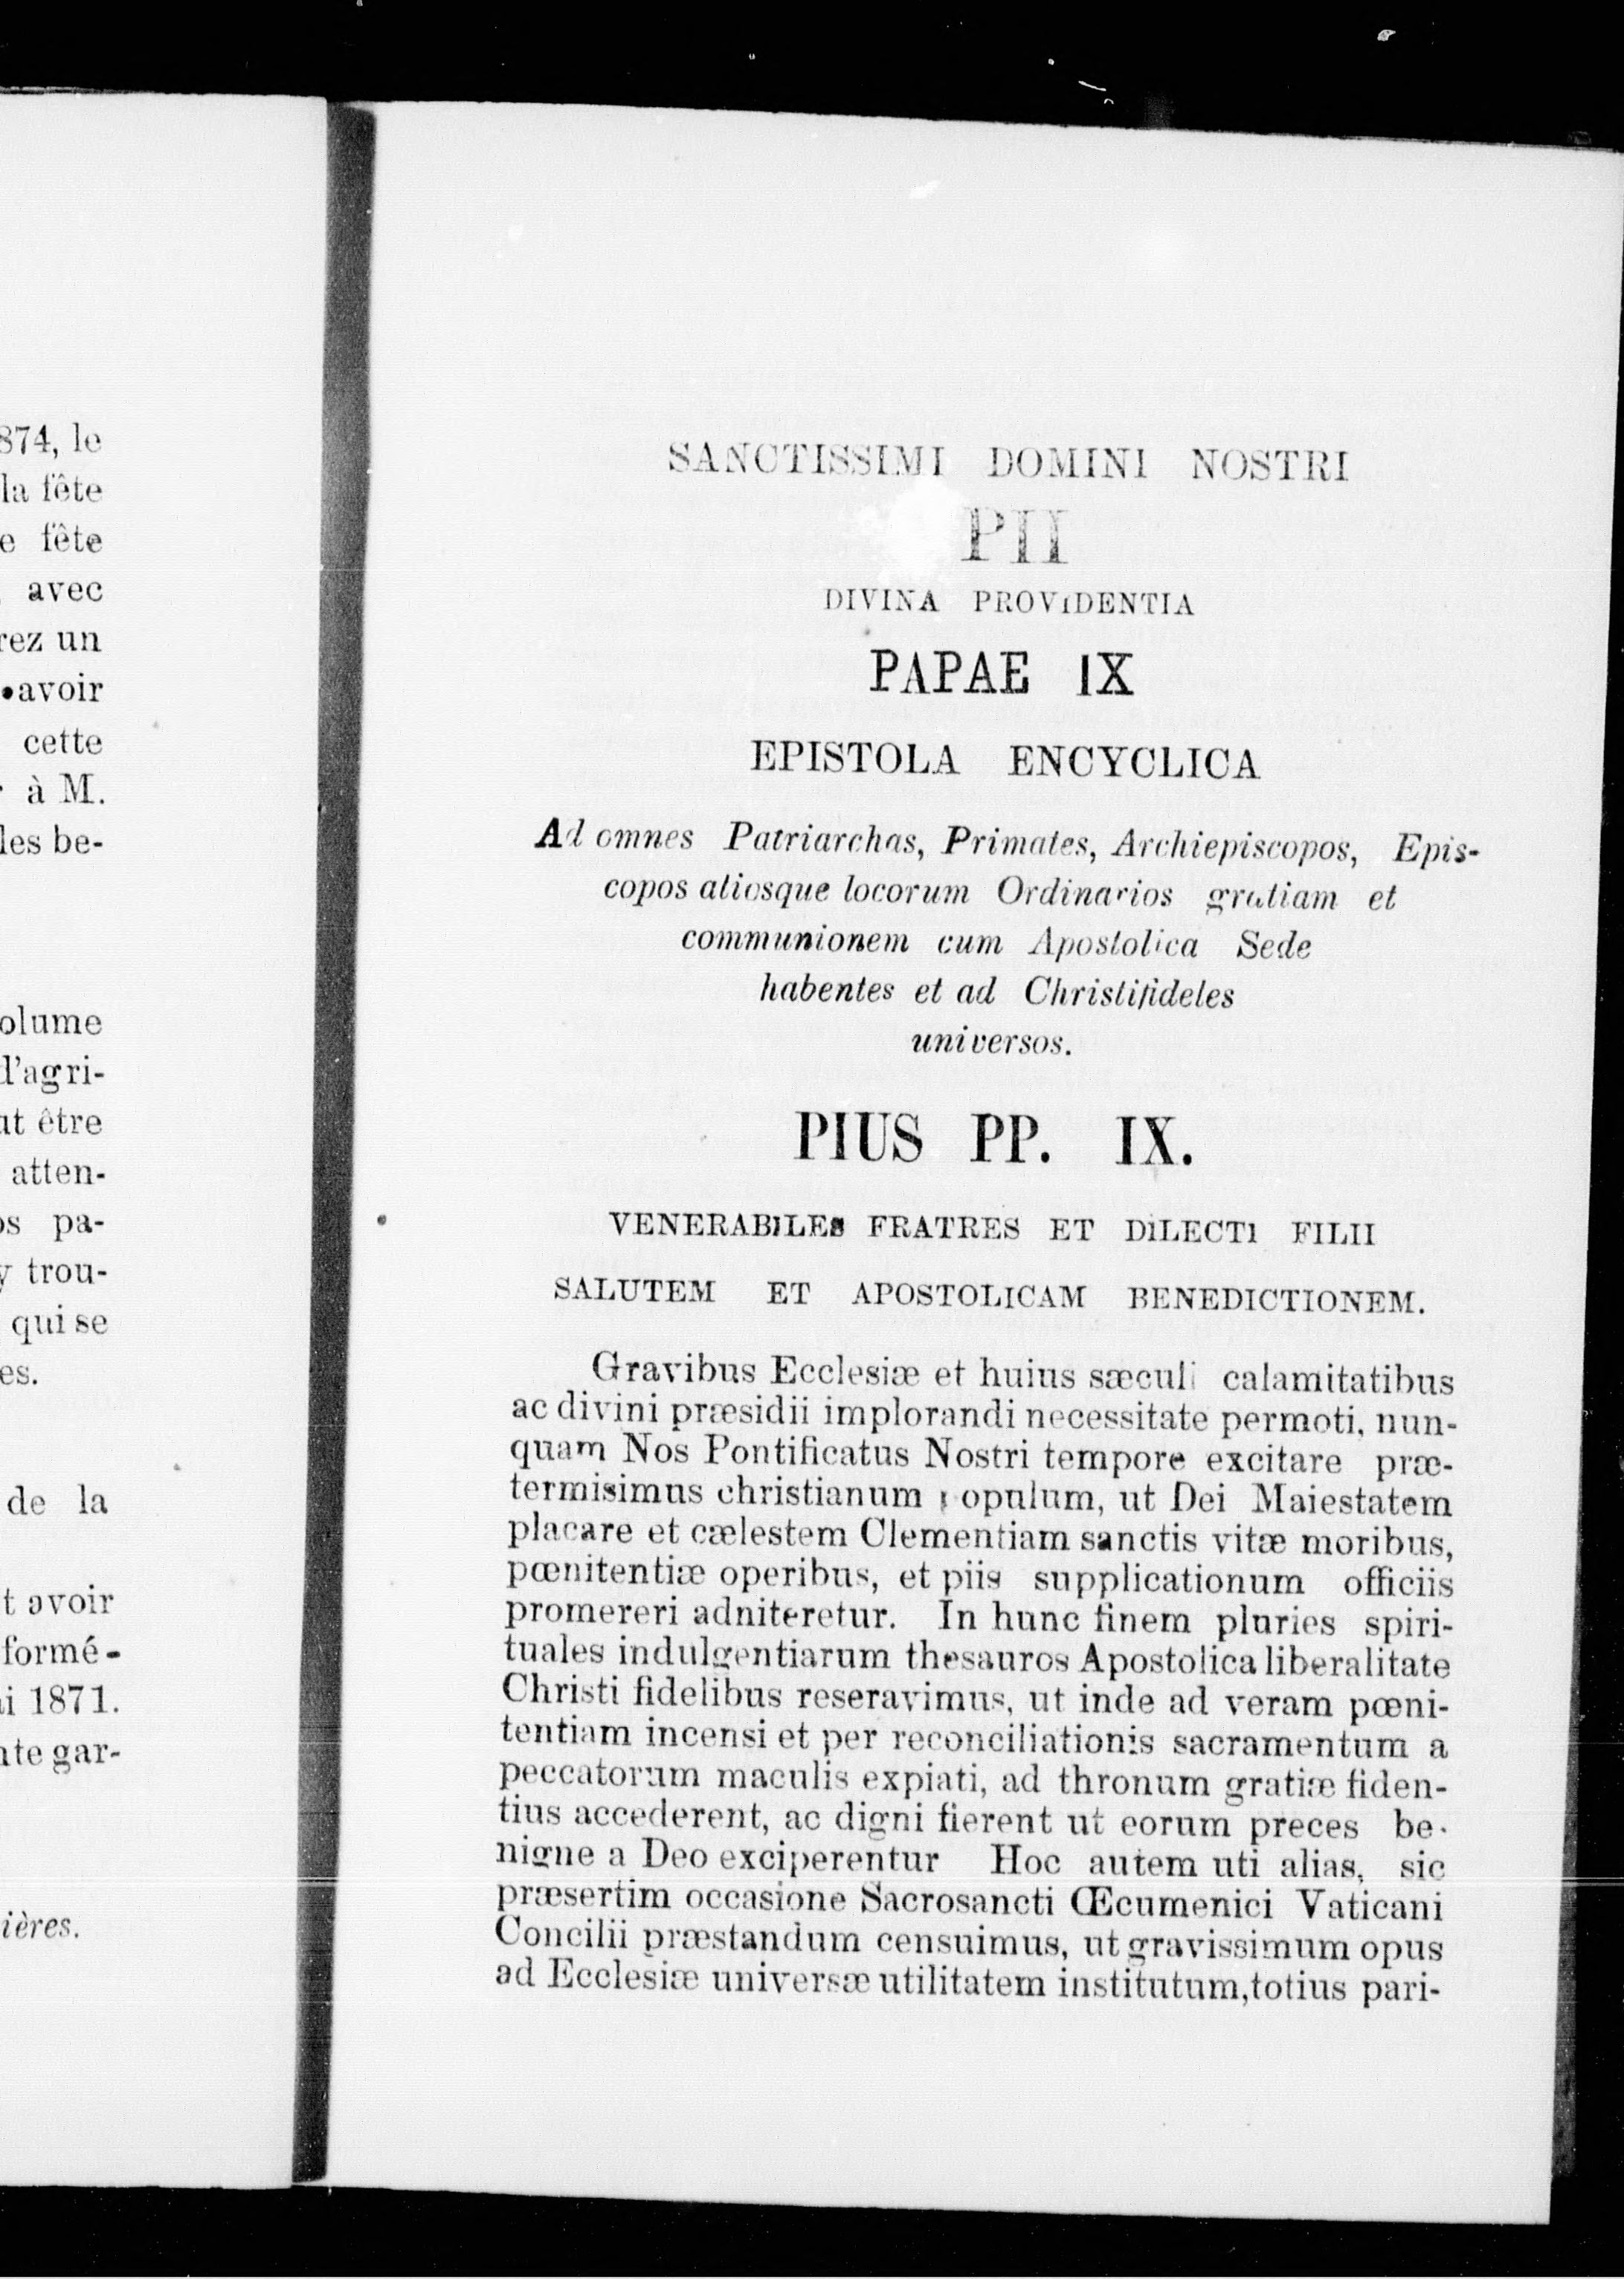 874, le
la fête
e fête
avec
rez un
avoir
cette
à M.
les be-
olume
d'agri-
ut être
atten-
os pa-
y trou-
qui se
es.
de la
t avoir
formé-
i 1871.
nte gar-
ières.
SANCTISSIMI DOMINI NOSTRI
PII
DIVINA PROVIDENTIA
PAPAE IX
EPISTOLA ENCYCLICA
Ad omnes Patriarchas, Primates, Archiepiscopos, Epis-
copos aliosque locorum Ordinarios gratiam et
communionem cum Apostolica Sede
habentes et ad Christifideles
universos.
PIUS PP. IX.
VENERABILES FRATRES ET DILECTI FILII
SALUTEM ET APOSTOLICAM BENEDICTIONEM.
Gravibus Ecclesiæ et huius sæculi calamitatibus
ac divini præsidii implorandi necessitate permoti, nun-
quam Nos Pontificatus Nostri tempore excitare præ-
termisimus christianum populum, ut Dei Maiestatem
placare et cælestem Clementiam sanctis vitæ moribus,
pœnitentiæ operibus, et piis supplicationum officiis
promereri adniteretur. In hunc finem pluries spiri-
tuales indulgentiarum thesauros Apostolica liberalitate
Christi fidelibus reseravimus, ut inde ad veram pœni-
tentiam incensi et per reconciliationis sacramentum a
peccatorum maculis expiati, ad thronum gratiæ fiden-
tius accederent, ac digni fierent ut eorum preces be-
nigne a Deo exciperentur Hoc autem uti alias, sic
præsertim occasione Sacrosancti Œcumenici Vaticani
Concilii præstandum censuimus, ut gravissimum opus
ad Ecclesiæ universæ utilitatem institutum,totius pari-